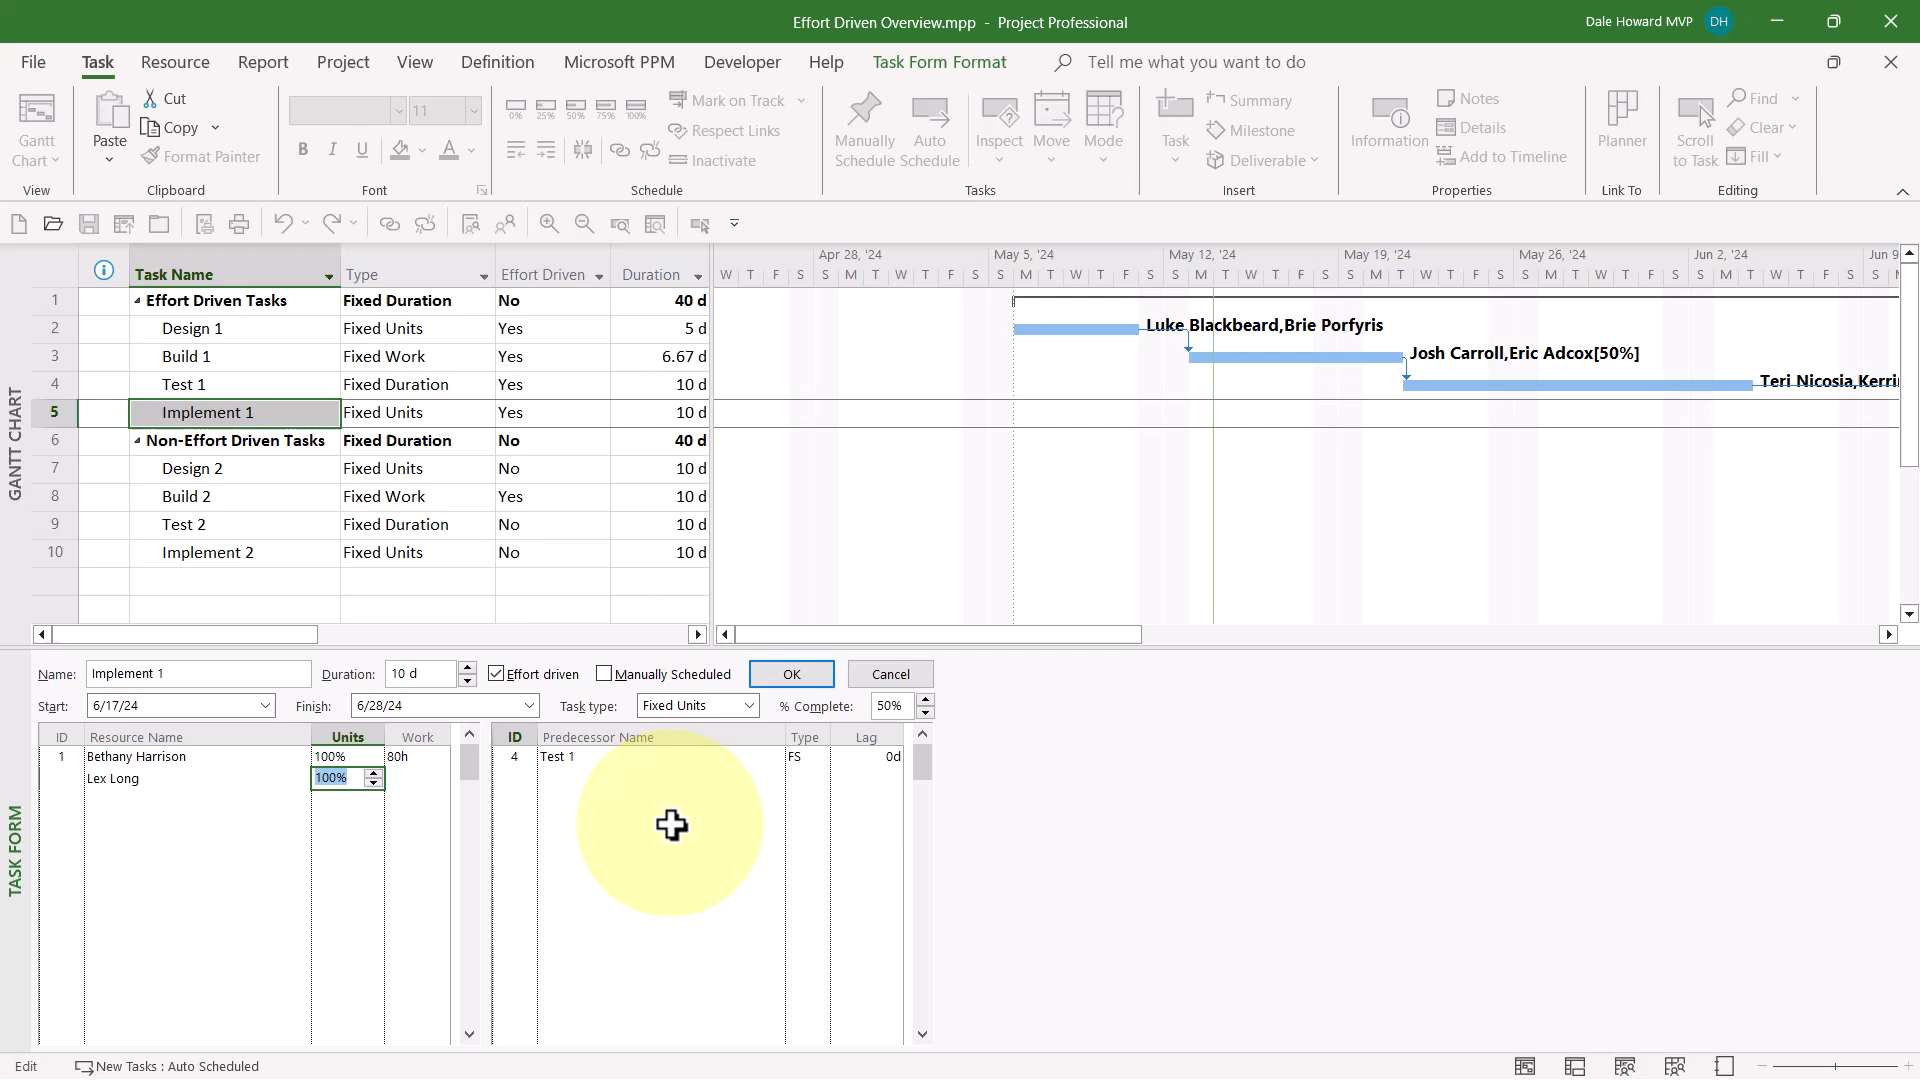 Effort Driven Overview.mpp - Project Professional
Dale Howard MVP DH
File Task Resource Report Project View Definition Microsoft PPM Developer Help Task Form Format Tell me what you want to do
Gantt Chart
View
Paste
Cut
Copy
Format Painter
Clipboard
11
B I U A
Font
0% 25% 50% 75% 100%
Mark on Track
Respect Links
Inactivate
Schedule
Manually Schedule
Auto Schedule
Inspect
Move
Mode
Tasks
Task
Summary
Milestone
Deliverable
Insert
Information
Notes
Details
Add to Timeline
Properties
Planner
Link To
Scroll to Task
Find
Clear
Fill
Editing
Task Name Type Effort Driven Duration
Apr 28, '24 May 5, '24 May 12, '24 May 19, '24 May 26, '24 Jun 2, '24 Jun 9
W T F S S M T W T F S S M T W T F S S M T W T F S S M T W T F S S M T W T F S S
1 Effort Driven Tasks Fixed Duration No 40 d
2 Design 1 Fixed Units Yes 5 d Luke Blackbeard,Brie Porfyris
3 Build 1 Fixed Work Yes 6.67 d Josh Carroll,Eric Adcox[50%]
4 Test 1 Fixed Duration Yes 10 d Teri Nicosia,
5 Implement 1 Fixed Units Yes 10 d
6 Non-Effort Driven Tasks Fixed Duration No 40 d
7 Design 2 Fixed Units No 10 d
8 Build 2 Fixed Work Yes 10 d
9 Test 2 Fixed Duration No 10 d
10 Implement 2 Fixed Units No 10 d
GANTT CHART
Name: Implement 1 Duration: 10 d Effort driven Manually Scheduled OK Cancel
Start: 6/17/24 Finish: 6/28/24 Task type: Fixed Units % Complete: 50%
ID Resource Name Units Work ID Predecessor Name Type Lag
1 Bethany Harrison 100% 80h 4 Test 1 FS 0d
Lex Long 100%
TASK FORM
Edit New Tasks : Auto Scheduled